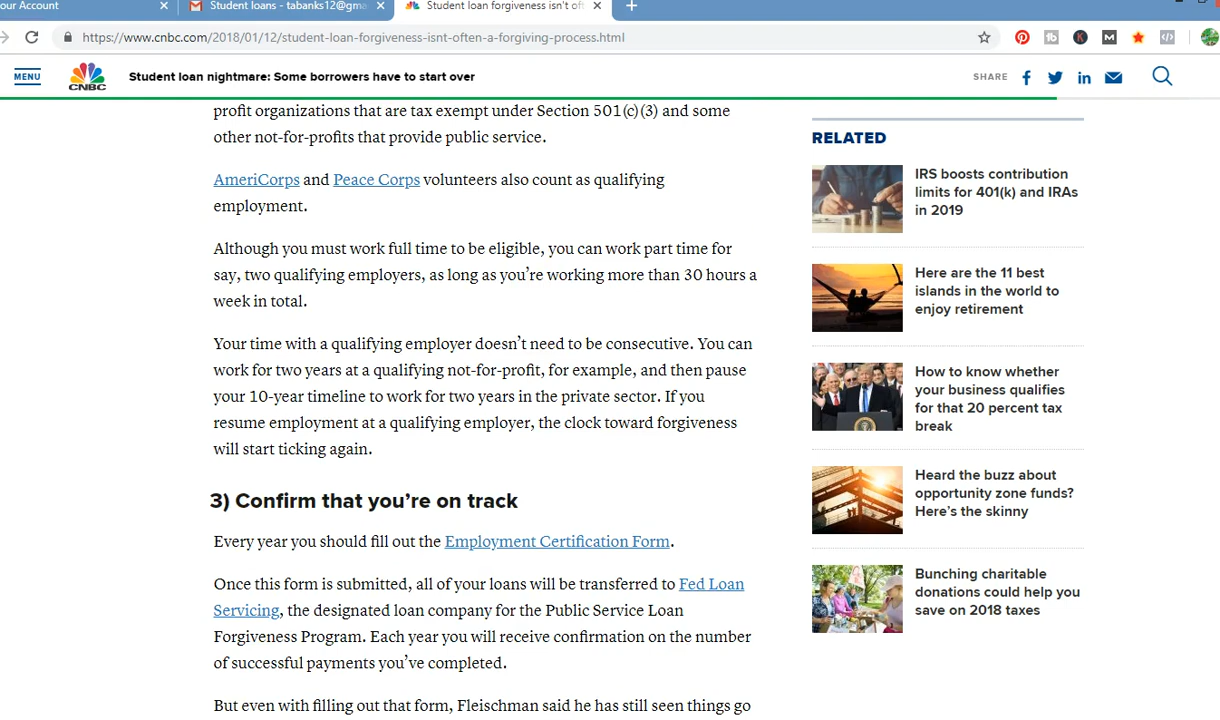 our Account
Student loans - tabanks12@gma
Student loan forgiveness isn't oft
https://www.cnbc.com/2018/01/12/student-loan-forgiveness-isnt-often-a-forgiving-process.html
MENU
CNBC
Student loan nightmare: Some borrowers have to start over
SHARE
profit organizations that are tax exempt under Section 501(c)(3) and some
other not-for-profits that provide public service.
AmeriCorps and Peace Corps volunteers also count as qualifying
employment.
Although you must work full time to be eligible, you can work part time for
say, two qualifying employers, as long as you’re working more than 30 hours a
week in total.
Your time with a qualifying employer doesn’t need to be consecutive. You can
work for two years at a qualifying not-for-profit, for example, and then pause
your 10-year timeline to work for two years in the private sector. If you
resume employment at a qualifying employer, the clock toward forgiveness
will start ticking again.
3) Confirm that you’re on track
Every year you should fill out the Employment Certification Form.
Once this form is submitted, all of your loans will be transferred to Fed Loan
Servicing, the designated loan company for the Public Service Loan
Forgiveness Program. Each year you will receive confirmation on the number
of successful payments you’ve completed.
But even with filling out that form, Fleischman said he has still seen things go
RELATED
IRS boosts contribution
limits for 401(k) and IRAs
in 2019
Here are the 11 best
islands in the world to
enjoy retirement
How to know whether
your business qualifies
for that 20 percent tax
break
Heard the buzz about
opportunity zone funds?
Here’s the skinny
Bunching charitable
donations could help you
save on 2018 taxes